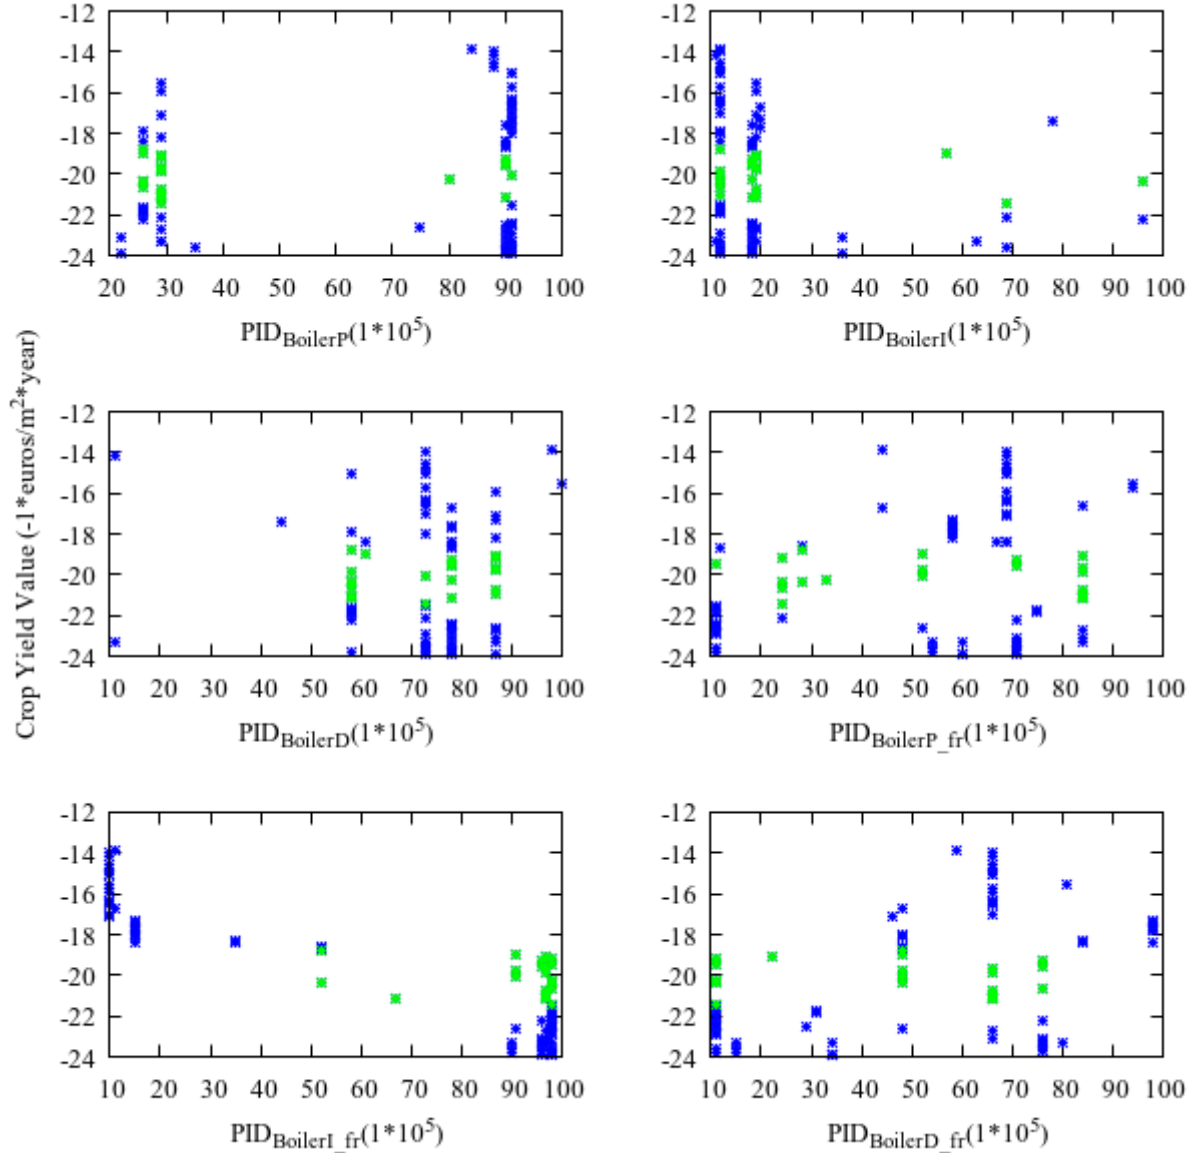 -12 -14 -16 -18 -20 -22 -24
20 30 40 50 60 70 80 90 100
PID_BoilerP(1*10^5)
-12 -14 -16 -18 -20 -22 -24
10 20 30 40 50 60 70 80 90 100
PID_BoilerI(1*10^5)
Crop Yield Value (-1*euros/m^2*year)
-12 -14 -16 -18 -20 -22 -24
10 20 30 40 50 60 70 80 90 100
PID_BoilerD(1*10^5)
-12 -14 -16 -18 -20 -22 -24
10 20 30 40 50 60 70 80 90 100
PID_BoilerP_fr(1*10^5)
-12 -14 -16 -18 -20 -22 -24
10 20 30 40 50 60 70 80 90 100
PID_BoilerI_fr(1*10^5)
-12 -14 -16 -18 -20 -22 -24
10 20 30 40 50 60 70 80 90 100
PID_BoilerD_fr(1*10^5)